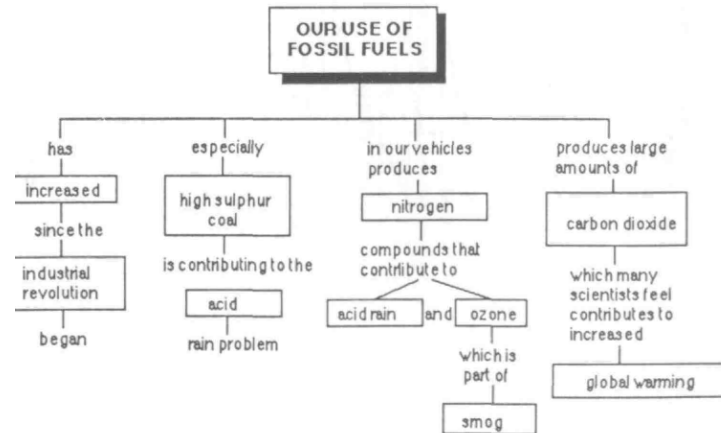 OUR USE OF
FOSSIL FUELS
has
increased
since the
industrial
revolution
began
especially
high sulphur
coal
is contributing to the
acid
rain problem
in our vehicles
produces
nitrogen
compounds that
contrlibute to
acid rain and ozone
which is
part of
smog
produces large
amounts of
carbon dioxide
which many
scientists feel
contributes to
increased
global warming